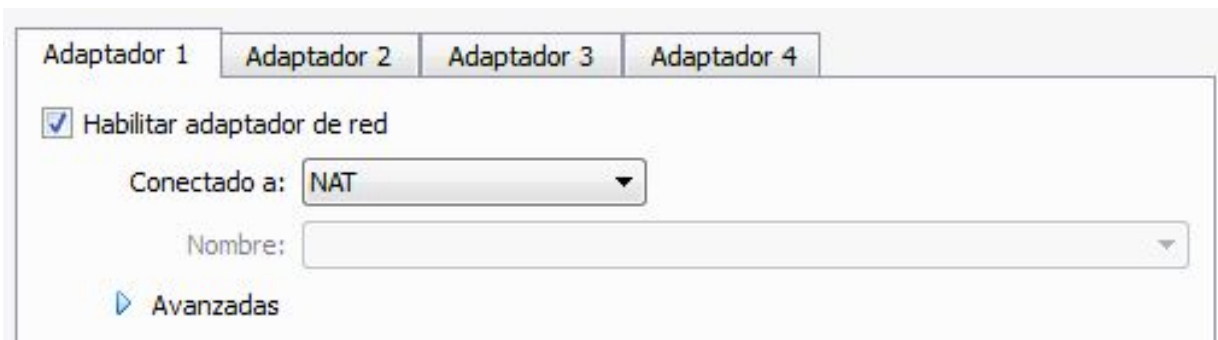 Adaptador 1 Adaptador 2 Adaptador 3 Adaptador 4
Habilitar adaptador de red
Conectado a: NAT
Nombre:
Avanzadas